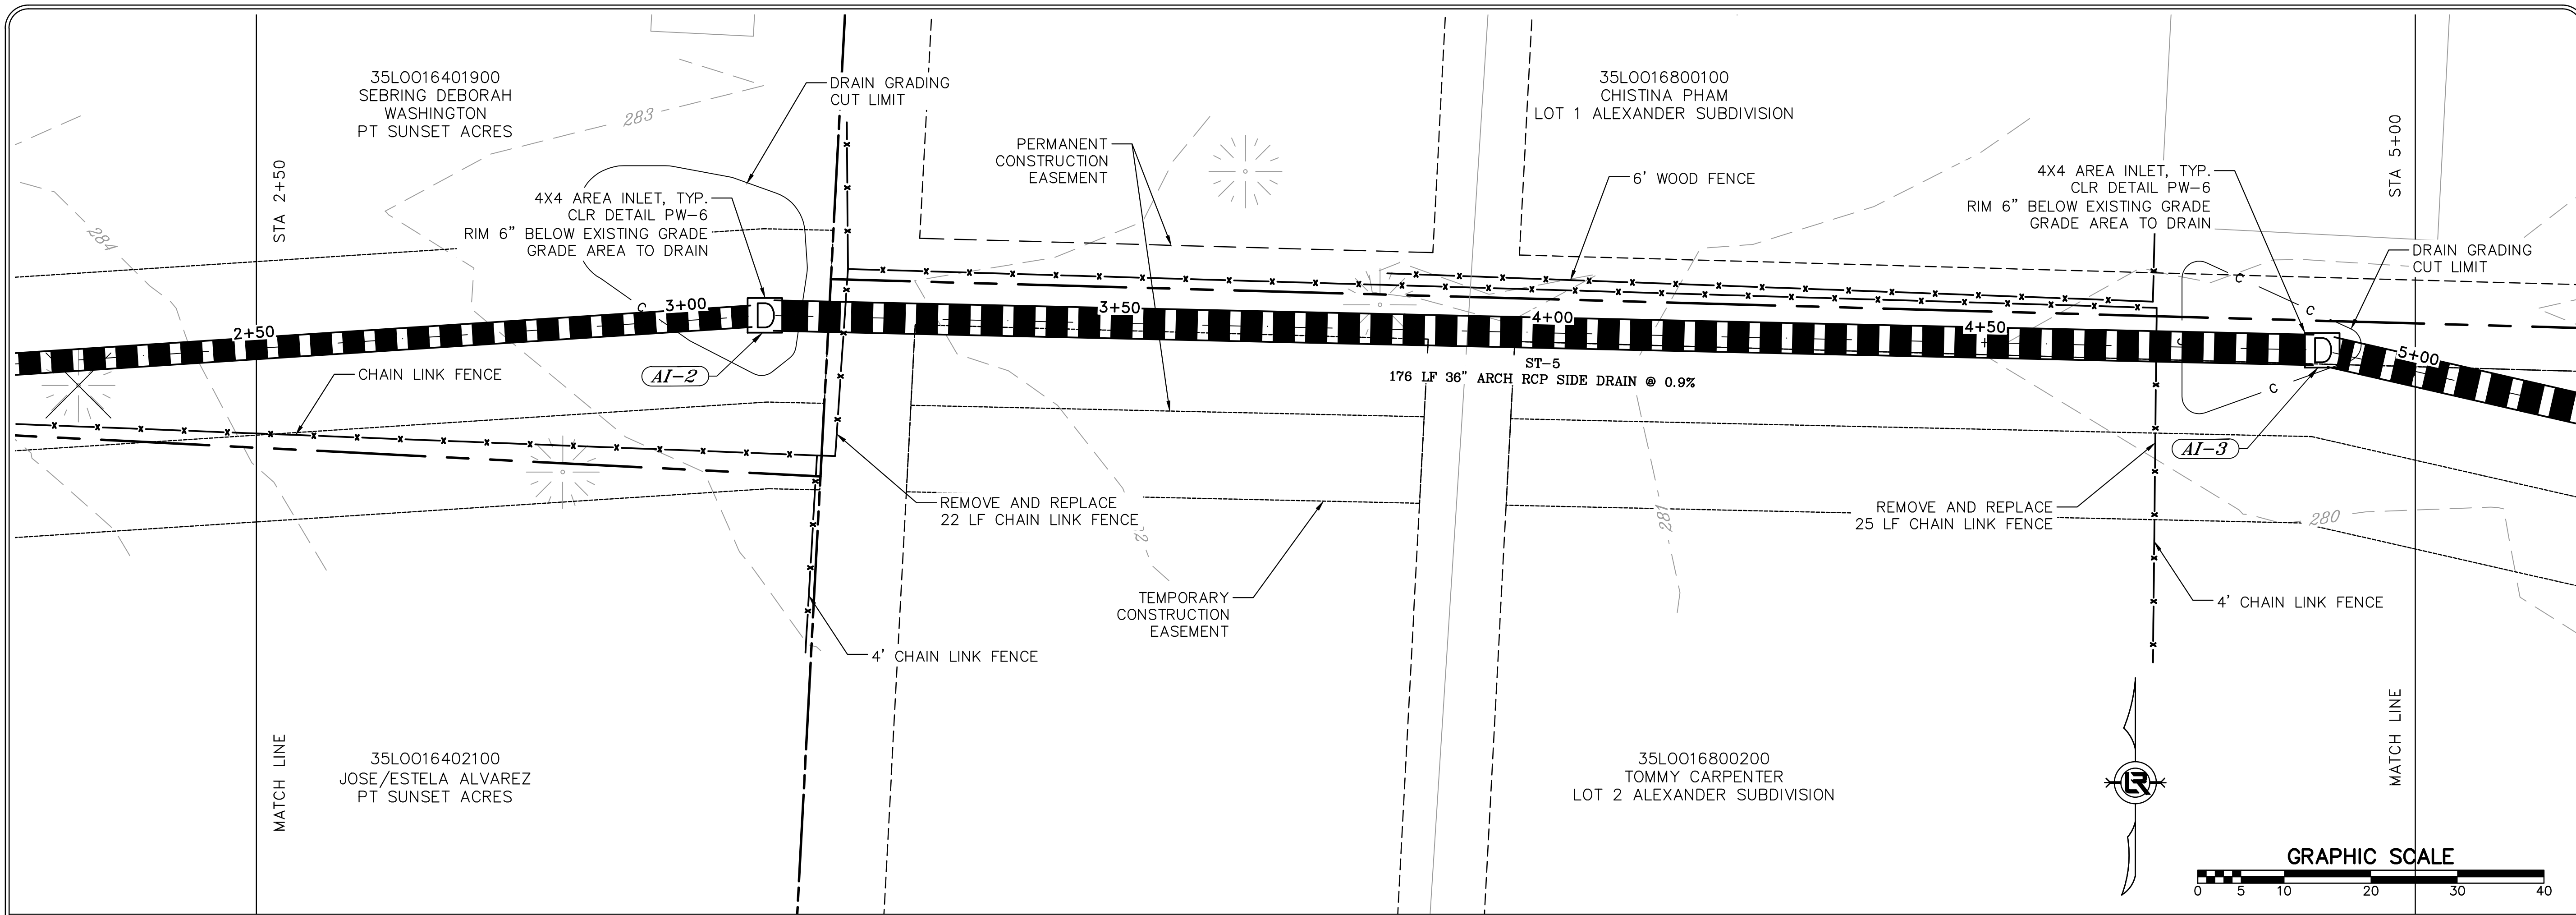 35L0016401900
SEBRING DEBORAH
WASHINGTON
PT SUNSET ACRES
283
284
STA 2+50
DRAIN GRADING
CUT LIMIT
4X4 AREA INLET, TYP.
CLR DETAIL PW-6
RIM 6" BELOW EXISTING GRADE
GRADE AREA TO DRAIN
PERMANENT
CONSTRUCTION
EASEMENT
35L0016800100
CHISTINA PHAM
LOT 1 ALEXANDER SUBDIVISION
6' WOOD FENCE
4X4 AREA INLET, TYP.
CLR DETAIL PW-6
RIM 6" BELOW EXISTING GRADE
GRADE AREA TO DRAIN
STA 5+00
DRAIN GRADING
CUT LIMIT
2+50
C
3+00
D
3+50
4+00
4+50
C
C
C
C
D
5+00
CHAIN LINK FENCE
AI-2
ST-5
176 LF 36" ARCH RCP SIDE DRAIN @ 0.9%
AI-3
REMOVE AND REPLACE
22 LF CHAIN LINK FENCE
281
REMOVE AND REPLACE
25 LF CHAIN LINK FENCE
280
TEMPORARY
CONSTRUCTION
EASEMENT
4' CHAIN LINK FENCE
4' CHAIN LINK FENCE
MATCH LINE
35L0016402100
JOSE/ESTELA ALVAREZ
PT SUNSET ACRES
35L0016800200
TOMMY CARPENTER
LOT 2 ALEXANDER SUBDIVISION
MATCH LINE
LR
GRAPHIC SCALE
0 5 10 20 30 40